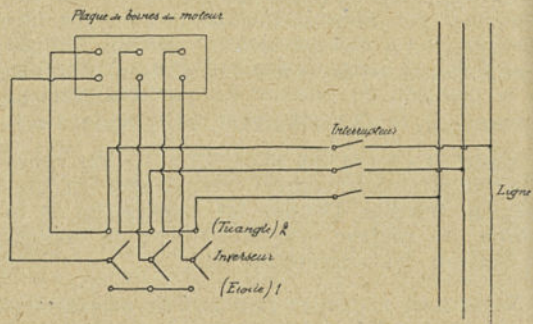 Plaque de bornes du moteur
Interrupteur
Ligne
(Triangle) 2
Inverseur
(Etoile) 1